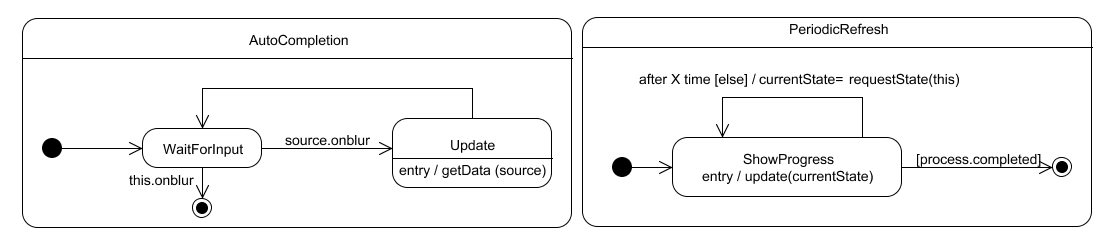 AutoCompletion
WaitForInput
source.onblur
Update
entry / getData (source)
this.onblur
PeriodicRefresh
after X time [else] / currentState= requestState(this)
ShowProgress
entry / update(currentState)
[process.completed]